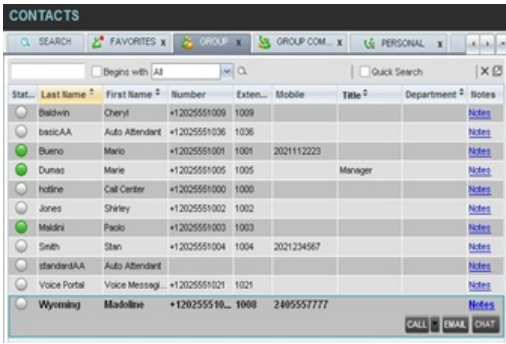 CONTACTS
SEARCH FAVORITES x GROUP x GROUP COM... x PERSONAL x
Begins with All Quick Search
Stat... Last Name First Name Number Exten... Mobile Title Department Notes
Baldwin Cheryl +12025551009 1009 Notes
basicAA Auto Attendant +12025551036 1036 Notes
Bueno Mario +12025551001 1001 2021112223 Notes
Dumas Marie +12025551005 1005 Manager Notes
hotline Call Center +12025551000 1000 Notes
Jones Shirley +12025551002 1002 Notes
Maldini Paolo +12025551003 1003 Notes
Smith Stan +12025551004 1004 2021234567 Notes
standardAA Auto Attendant Notes
Voice Portal Voice Messagi... +12025551021 1021 Notes
Wyoming Madoline +120255510... 1008 2405557777 Notes
CALL EMAIL CHAT